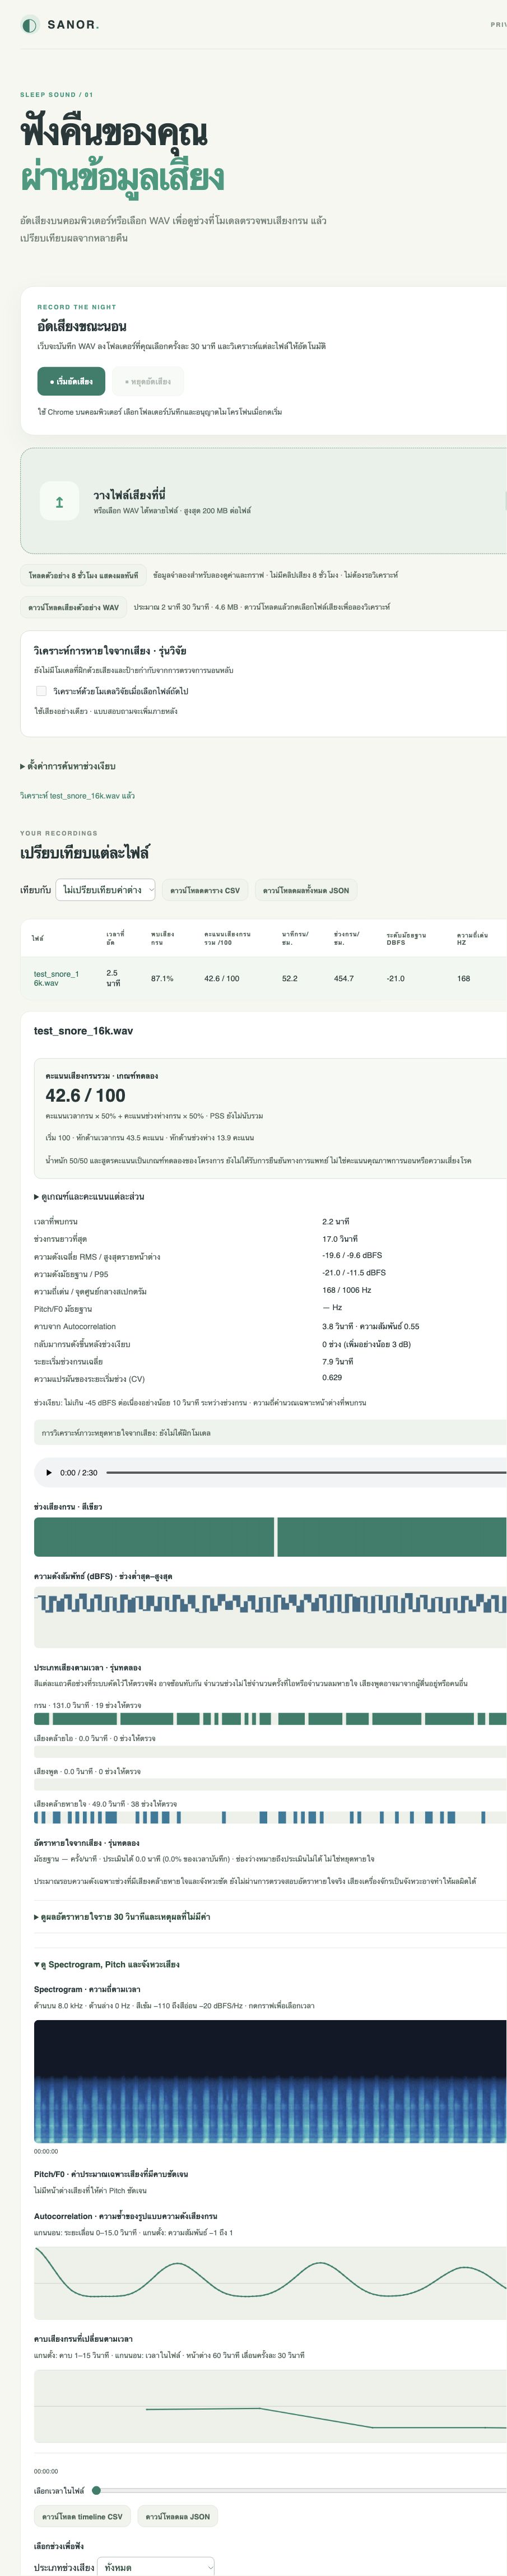 SANOR.
PRIV
SLEEP SOUND / 01
ฟังคืนของคุณ
ผ่านข้อมูลเสียง
อัดเสียงบนคอมพิวเตอร์หรือเลือก WAV เพื่อดูช่วงที่โมเดลตรวจพบเสียงกรน แล้ว
เปรียบเทียบผลจากหลายคืน
RECORD THE NIGHT
อัดเสียงขณะนอน
เว็บจะบันทึก WAV ลงโฟลเดอร์ที่คุณเลือกครั้งละ 30 นาที และวิเคราะห์แต่ละไฟล์ให้อัตโนมัติ
● เริ่มอัดเสียง
● หยุดอัดเสียง
ใช้ Chrome บนคอมพิวเตอร์ เลือกโฟลเดอร์บันทึกและอนุญาตไมโครโฟนเมื่อกดเริ่ม
วางไฟล์เสียงที่นี่
หรือเลือก WAV ได้หลายไฟล์ · สูงสุด 200 MB ต่อไฟล์
โหลดตัวอย่าง 8 ชั่วโมง แสดงผลทันที
ข้อมูลจำลองสำหรับลองดูค่าและกราฟ · ไม่มีคลิปเสียง 8 ชั่วโมง · ไม่ต้องรอวิเคราะห์
ดาวน์โหลดเสียงตัวอย่าง WAV
ประมาณ 2 นาที 30 วินาที · 4.6 MB · ดาวน์โหลดแล้วกดเลือกไฟล์เสียงเพื่อลองวิเคราะห์
วิเคราะห์การหายใจจากเสียง · รุ่นวิจัย
ยังไม่มีโมเดลที่ฝึกด้วยเสียงและป้ายกำกับจากการตรวจการนอนหลับ
วิเคราะห์ด้วยโมเดลวิจัยเมื่อเลือกไฟล์ถัดไป
ใช้เสียงอย่างเดียว · แบบสอบถามจะเพิ่มภายหลัง
▶ ตั้งค่าการค้นหาช่วงเงียบ
วิเคราะห์ test_snore_16k.wav แล้ว
YOUR RECORDINGS
เปรียบเทียบแต่ละไฟล์
เทียบกับ
ไม่เปรียบเทียบค่าต่าง
ดาวน์โหลดตาราง CSV
ดาวน์โหลดผลทั้งหมด JSON
ไฟล์
เวลาที่
อัด
พบเสียง
กรน
คะแนนเสียงกรน
รวม /100
นาทีกรน/
ชม.
ช่วงกรน/
ชม.
ระดับมัธยฐาน
DBFS
ความถี่เด่น
HZ
test_snore_1
6k.wav
2.5
นาที
87.1%
42.6 / 100
52.2
454.7
-21.0
168
test_snore_16k.wav
คะแนนเสียงกรนรวม · เกณฑ์ทดลอง
42.6 / 100
คะแนนเวลากรน × 50% + คะแนนช่วงห่างกรน × 50% · PSS ยังไม่นับรวม
เริ่ม 100 · หักด้านเวลากรน 43.5 คะแนน · หักด้านช่วงห่าง 13.9 คะแนน
น้ำหนัก 50/50 และสูตรคะแนนเป็นเกณฑ์ทดลองของโครงการ ยังไม่ได้รับการยืนยันทางการแพทย์ ไม่ใช่คะแนนคุณภาพการนอนหรือความเสี่ยงโรค
▶ ดูเกณฑ์และคะแนนแต่ละส่วน
เวลาที่พบกรน
2.2 นาที
ช่วงกรนยาวที่สุด
17.0 วินาที
ความดังเฉลี่ย RMS / สูงสุดรายหน้าต่าง
-19.6 / -9.6 dBFS
ความดังมัธยฐาน / P95
-21.0 / -11.5 dBFS
ความถี่เด่น / จุดศูนย์กลางสเปกตรัม
168 / 1006 Hz
Pitch/F0 มัธยฐาน
— Hz
คาบจาก Autocorrelation
3.8 วินาที · ความสัมพันธ์ 0.55
กลับมากรนดังขึ้นหลังช่วงเงียบ
0 ช่วง (เพิ่มอย่างน้อย 3 dB)
ระยะเริ่มช่วงกรนเฉลี่ย
7.9 วินาที
ความแปรผันของระยะเริ่มช่วง (CV)
0.629
ช่วงเงียบ: ไม่เกิน -45 dBFS ต่อเนื่องอย่างน้อย 10 วินาที ระหว่างช่วงกรน · ความถี่คำนวณเฉพาะหน้าต่างที่พบกรน
การวิเคราะห์ภาวะหยุดหายใจจากเสียง: ยังไม่ได้ฝึกโมเดล
0:00 / 2:30
ช่วงเสียงกรน · สีเขียว
ความดังสัมพัทธ์ (dBFS) · ช่วงต่ำสุด–สูงสุด
ประเภทเสียงตามเวลา · รุ่นทดลอง
สีแต่ละแถวคือช่วงที่ระบบคัดไว้ให้ตรวจฟัง อาจซ้อนทับกัน จำนวนช่วงไม่ใช่จำนวนครั้งที่ไอหรือจำนวนลมหายใจ เสียงพูดอาจมาจากผู้ตื่นอยู่หรือคนอื่น
กรน · 131.0 วินาที · 19 ช่วงให้ตรวจ
เสียงคล้ายไอ · 0.0 วินาที · 0 ช่วงให้ตรวจ
เสียงพูด · 0.0 วินาที · 0 ช่วงให้ตรวจ
เสียงคล้ายหายใจ · 49.0 วินาที · 38 ช่วงให้ตรวจ
อัตราหายใจจากเสียง · รุ่นทดลอง
มัธยฐาน — ครั้ง/นาที · ประเมินได้ 0.0 นาที (0.0% ของเวลาบันทึก) · ช่องว่างหมายถึงประเมินไม่ได้ ไม่ใช่หยุดหายใจ
ประมาณรอบความดังเฉพาะช่วงที่มีเสียงคล้ายหายใจและจังหวะชัด ยังไม่ผ่านการตรวจสอบอัตราหายใจจริง เสียงเครื่องจักรเป็นจังหวะอาจทำให้ผลผิดได้
▶ ดูผลอัตราหายใจราย 30 วินาทีและเหตุผลที่ไม่มีค่า
▼ ดู Spectrogram, Pitch และจังหวะเสียง
Spectrogram · ความถี่ตามเวลา
ด้านบน 8.0 kHz · ด้านล่าง 0 Hz · สีเข้ม −110 ถึงสีอ่อน −20 dBFS/Hz · กดกราฟเพื่อเลือกเวลา
00:00:00
Pitch/F0 · ค่าประมาณเฉพาะเสียงที่มีคาบชัดเจน
ไม่มีหน้าต่างเสียงที่ให้ค่า Pitch ชัดเจน
Autocorrelation · ความซ้ำของรูปแบบความดังเสียงกรน
แกนนอน: ระยะเลื่อน 0–15.0 วินาที · แกนตั้ง: ความสัมพันธ์ −1 ถึง 1
คาบเสียงกรนที่เปลี่ยนตามเวลา
แกนตั้ง: คาบ 1–15 วินาที · แกนนอน: เวลาในไฟล์ · หน้าต่าง 60 วินาที เลื่อนครั้งละ 30 วินาที
00:00:00
เลือกเวลาในไฟล์
ดาวน์โหลด timeline CSV
ดาวน์โหลดผล JSON
เลือกช่วงเพื่อฟัง
ประเภทช่วงเสียง
ทั้งหมด